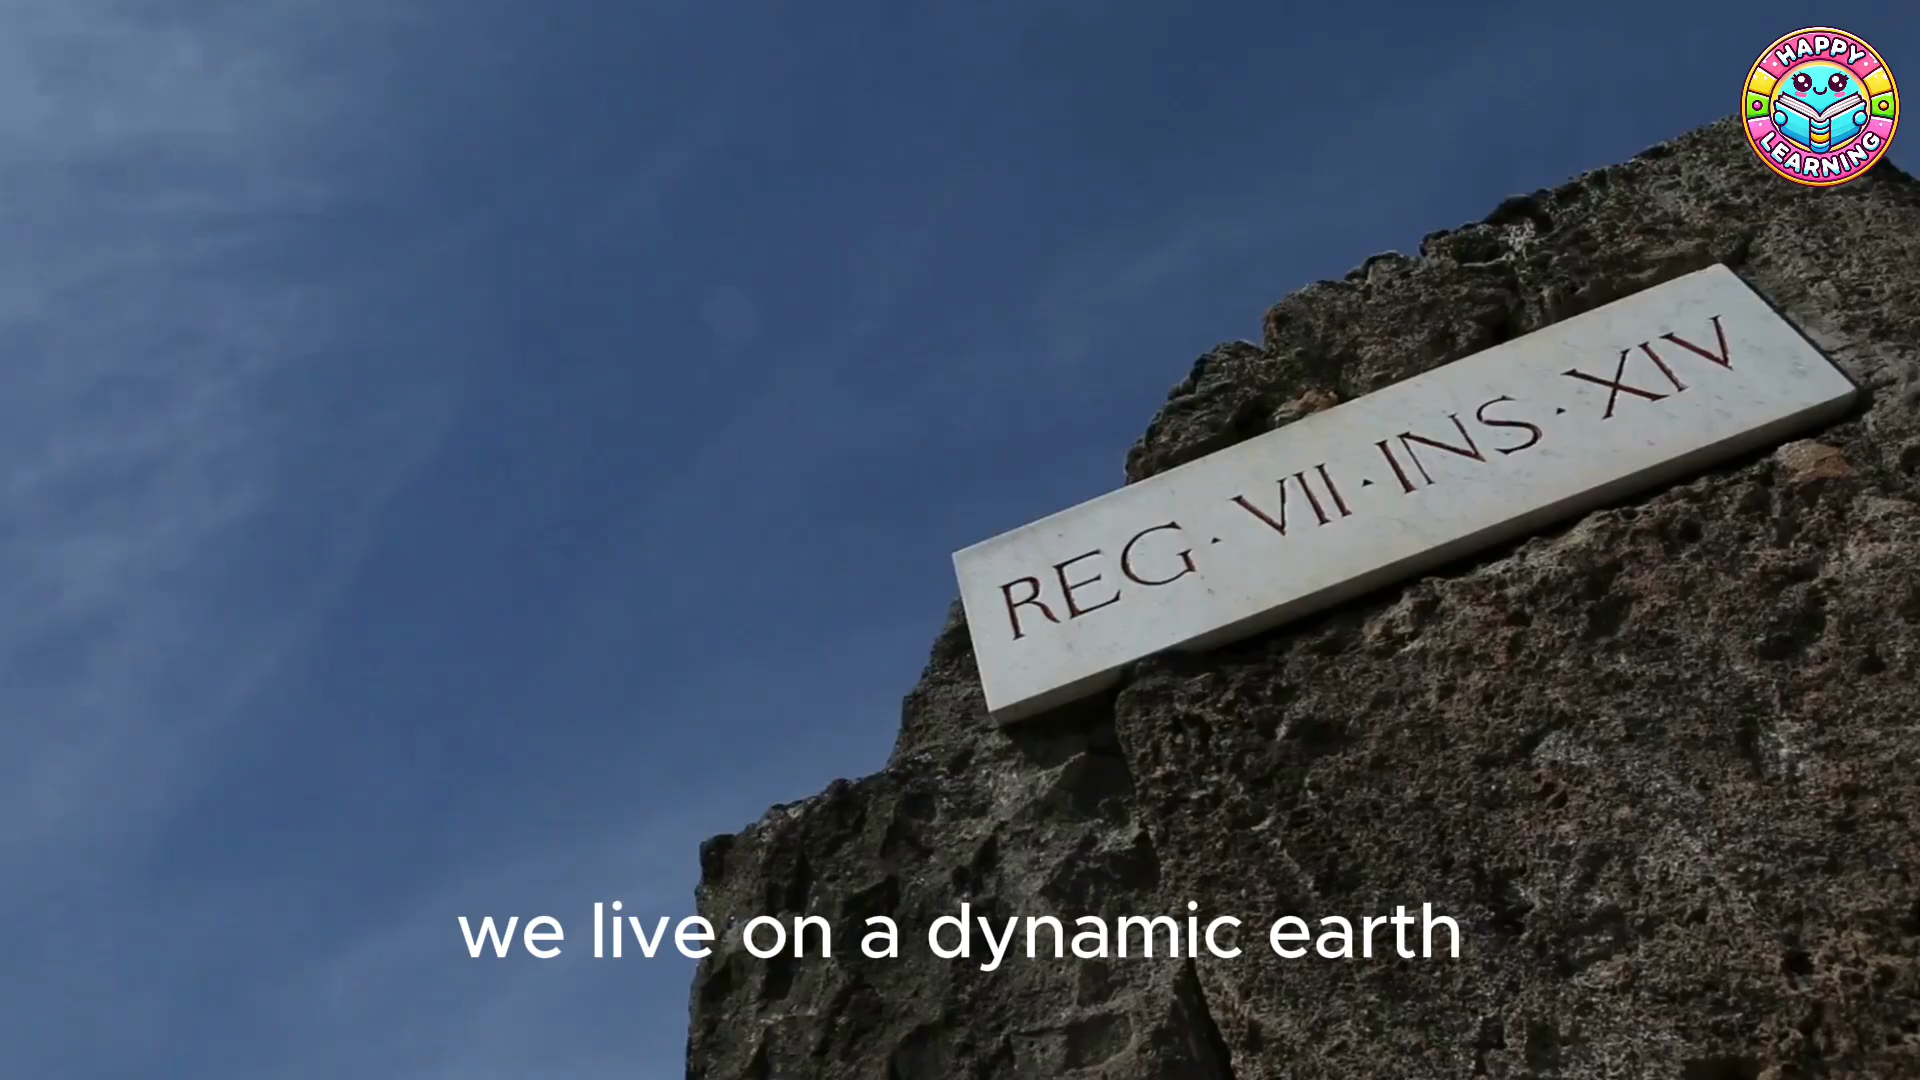 HAPPY
LEARNING
REG · VII · INS · XIV
we live on a dynamic earth